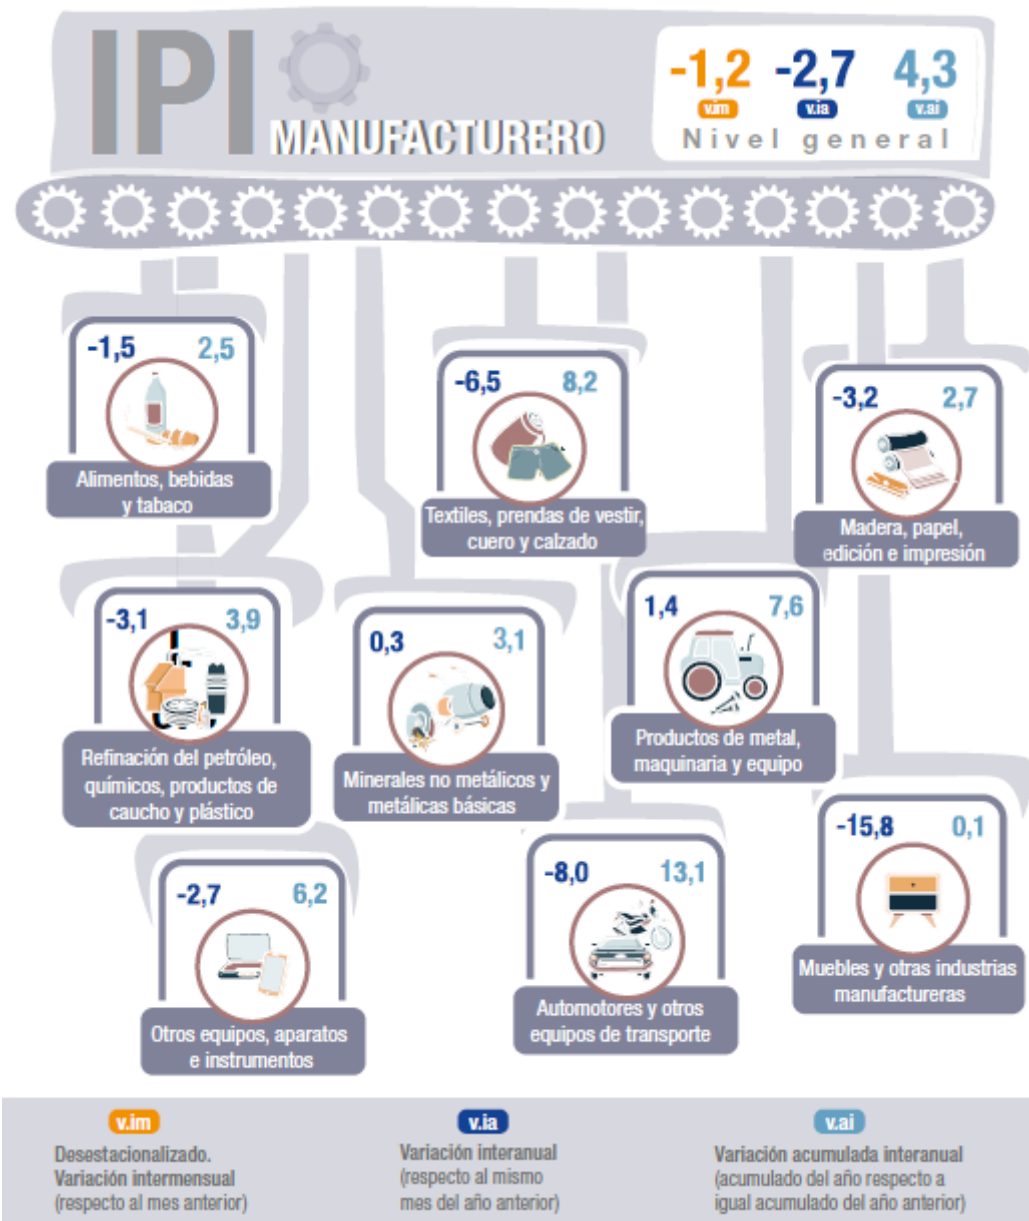 IPI
MANUFACTURERO
-1,2 -2,7 4,3
v.im v.ia v.ai
Nivel general
-1,5 2,5
Alimentos, bebidas
y tabaco
-6,5 8,2
Textiles, prendas de vestir,
cuero y calzado
-3,2 2,7
Madera, papel,
edición e impresión
-3,1 3,9
Refinación del petróleo,
químicos, productos de
caucho y plástico
0,3 3,1
Minerales no metálicos y
metálicas básicas
1,4 7,6
Productos de metal,
maquinaria y equipo
-2,7 6,2
Otros equipos, aparatos
e instrumentos
-8,0 13,1
Automotores y otros
equipos de transporte
-15,8 0,1
Muebles y otras industrias
manufactureras
v.im
Desestacionalizado.
Variación intermensual
(respecto al mes anterior)
v.ia
Variación interanual
(respecto al mismo
mes del año anterior)
v.ai
Variación acumulada interanual
(acumulado del año respecto a
igual acumulado del año anterior)